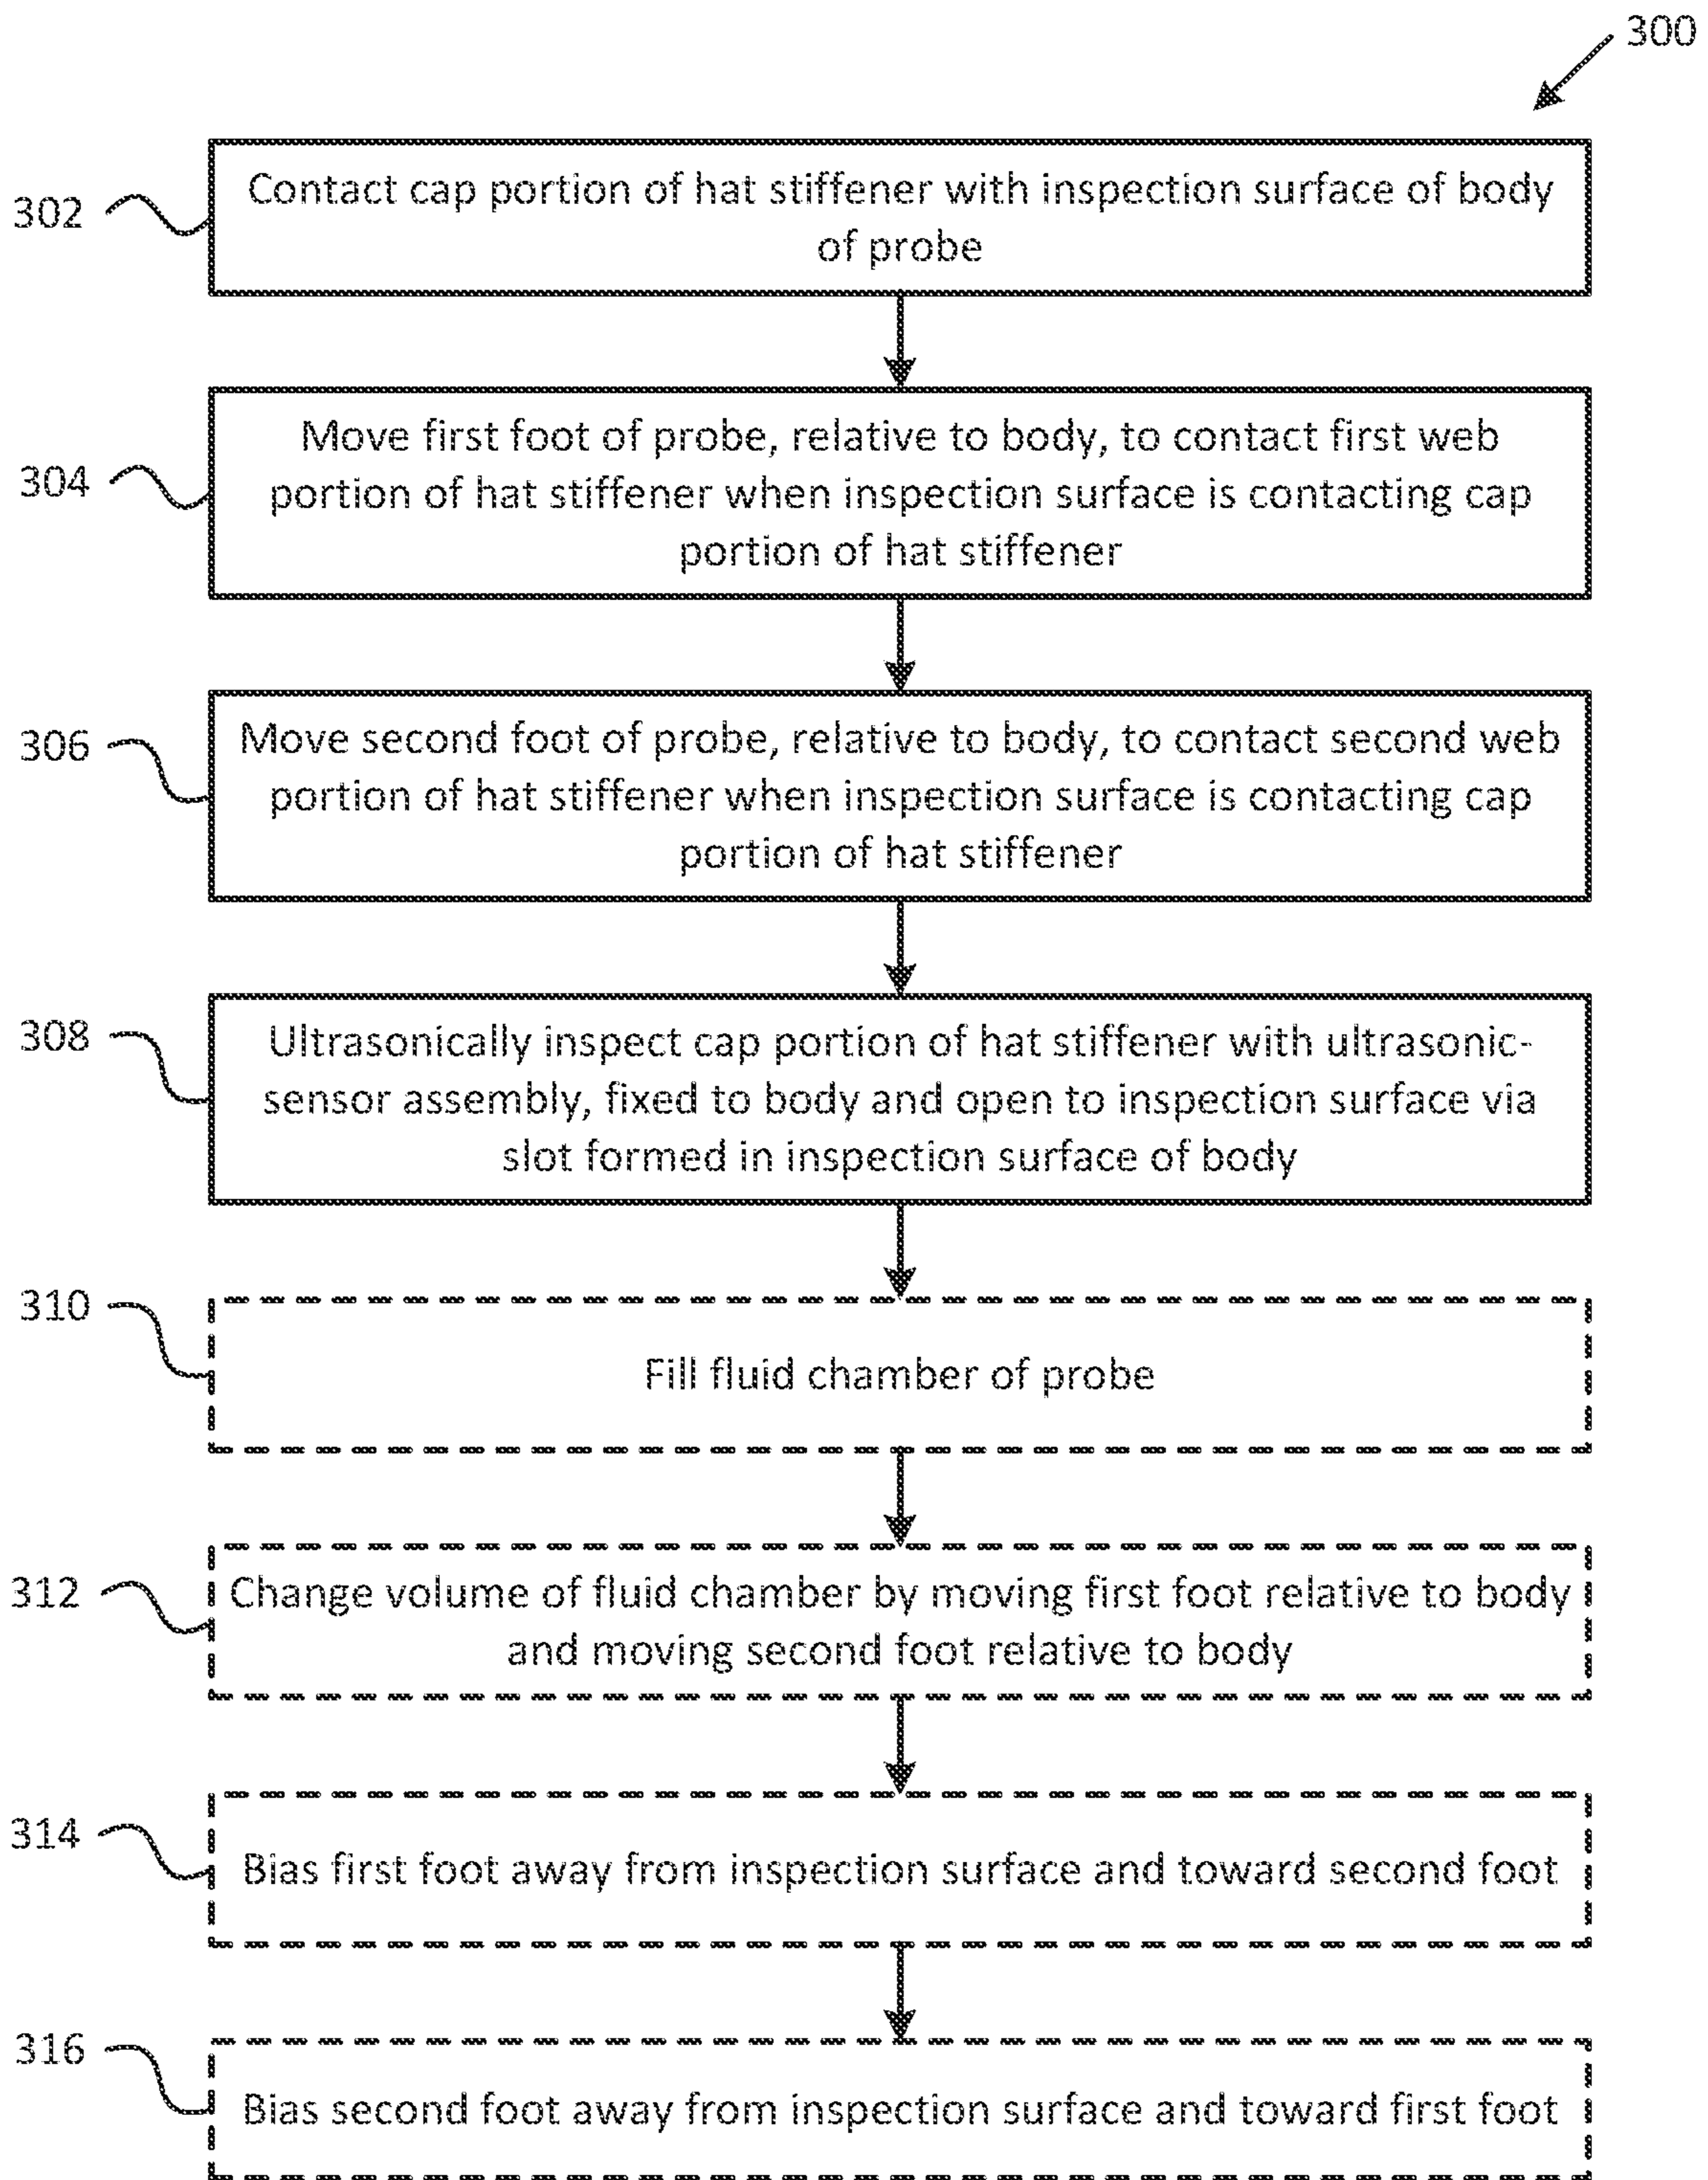 300
302
Contact cap portion of hat stiffener with inspection surface of body
of probe
304
Move first foot of probe, relative to body, to contact first web
portion of hat stiffener when inspection surface is contacting cap
portion of hat stiffener
306
Move second foot of probe, relative to body, to contact second web
portion of hat stiffener when inspection surface is contacting cap
portion of hat stiffener
308
Ultrasonically inspect cap portion of hat stiffener with ultrasonic-
sensor assembly, fixed to body and open to inspection surface via
slot formed in inspection surface of body
310
Fill fluid chamber of probe
312
Change volume of fluid chamber by moving first foot relative to body
and moving second foot relative to body
314
Bias first foot away from inspection surface and toward second foot
316
Bias second foot away from inspection surface and toward first foot